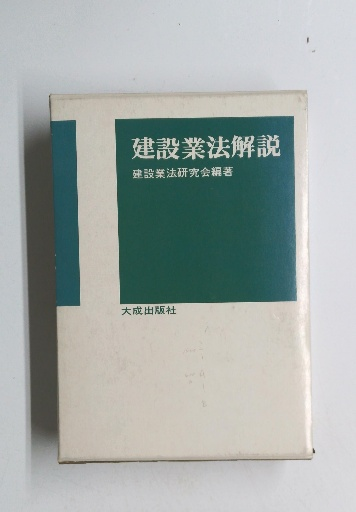 建設業法解説
建設業法研究会編著
大成出版社